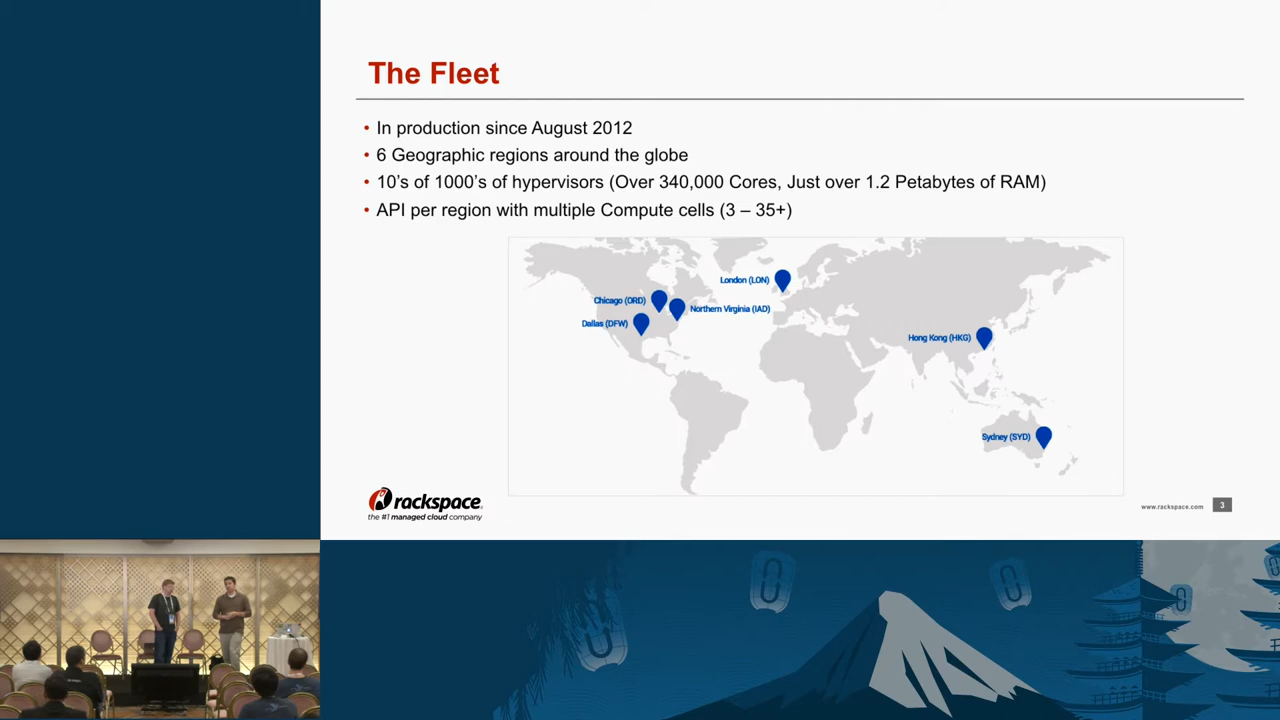 The Fleet
• In production since August 2012
• 6 Geographic regions around the globe
• 10’s of 1000’s of hypervisors (Over 340,000 Cores, Just over 1.2 Petabytes of RAM)
• API per region with multiple Compute cells (3 – 35+)
London (LON)
Chicago (ORD)
Northern Virginia (IAD)
Dallas (DFW)
Hong Kong (HKG)
Sydney (SYD)
rackspace.
the #1 managed cloud company
www.rackspace.com
3